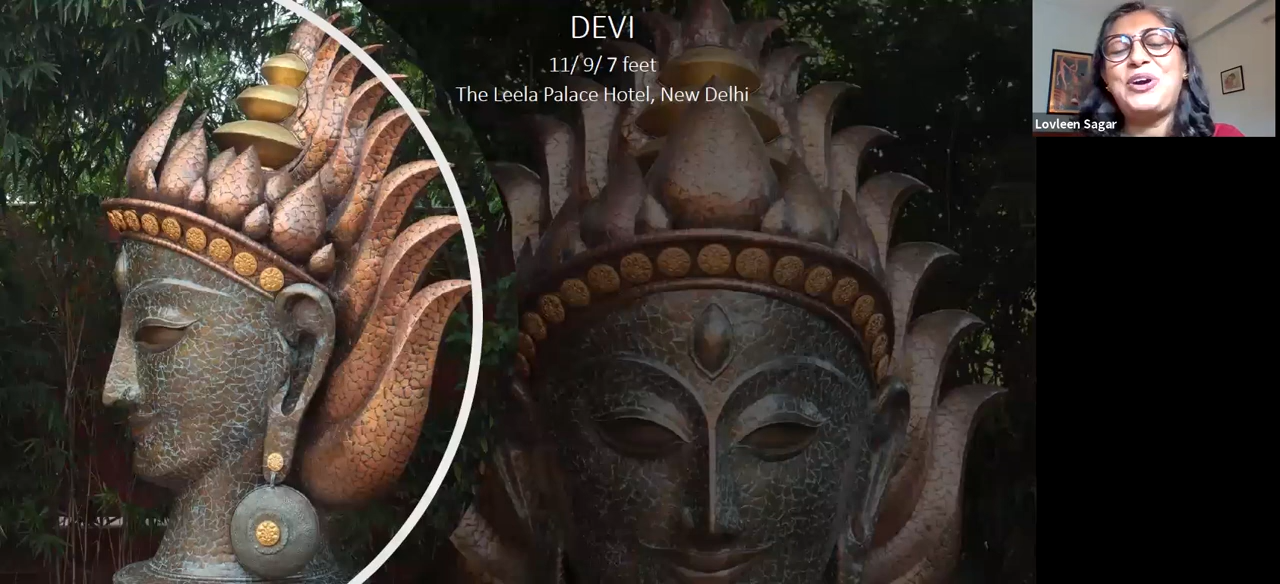 DEVI
11/ 9/ 7 feet
The Leela Palace Hotel, New Delhi
Lovleen Sagar